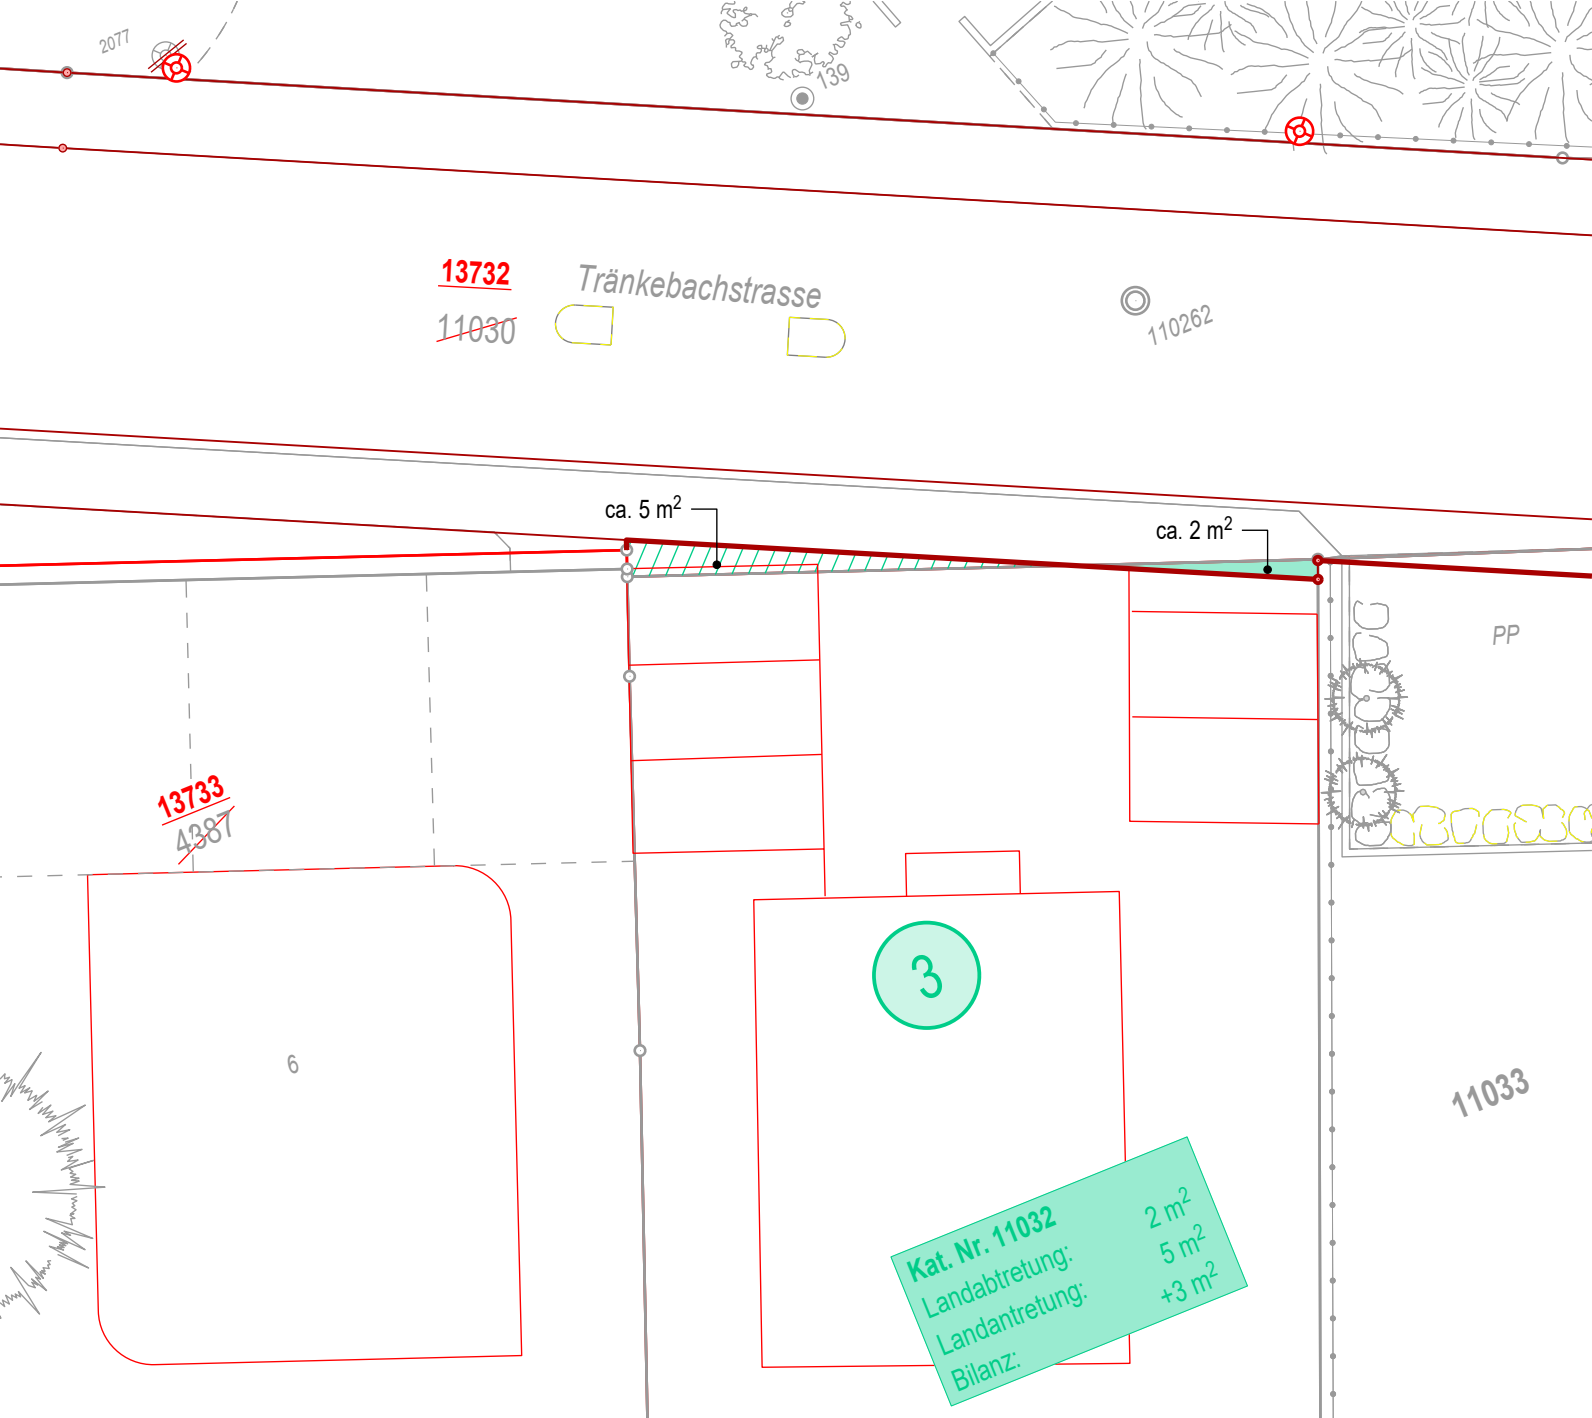 2077
139
13732
Tränkebachstrasse
11030
110262
ca. 5 m²
ca. 2 m²
PP
13733
4387
3
6
11033
Kat. Nr. 11032
Landabtretung: 2 m²
Landantretung: 5 m²
Bilanz: +3 m²